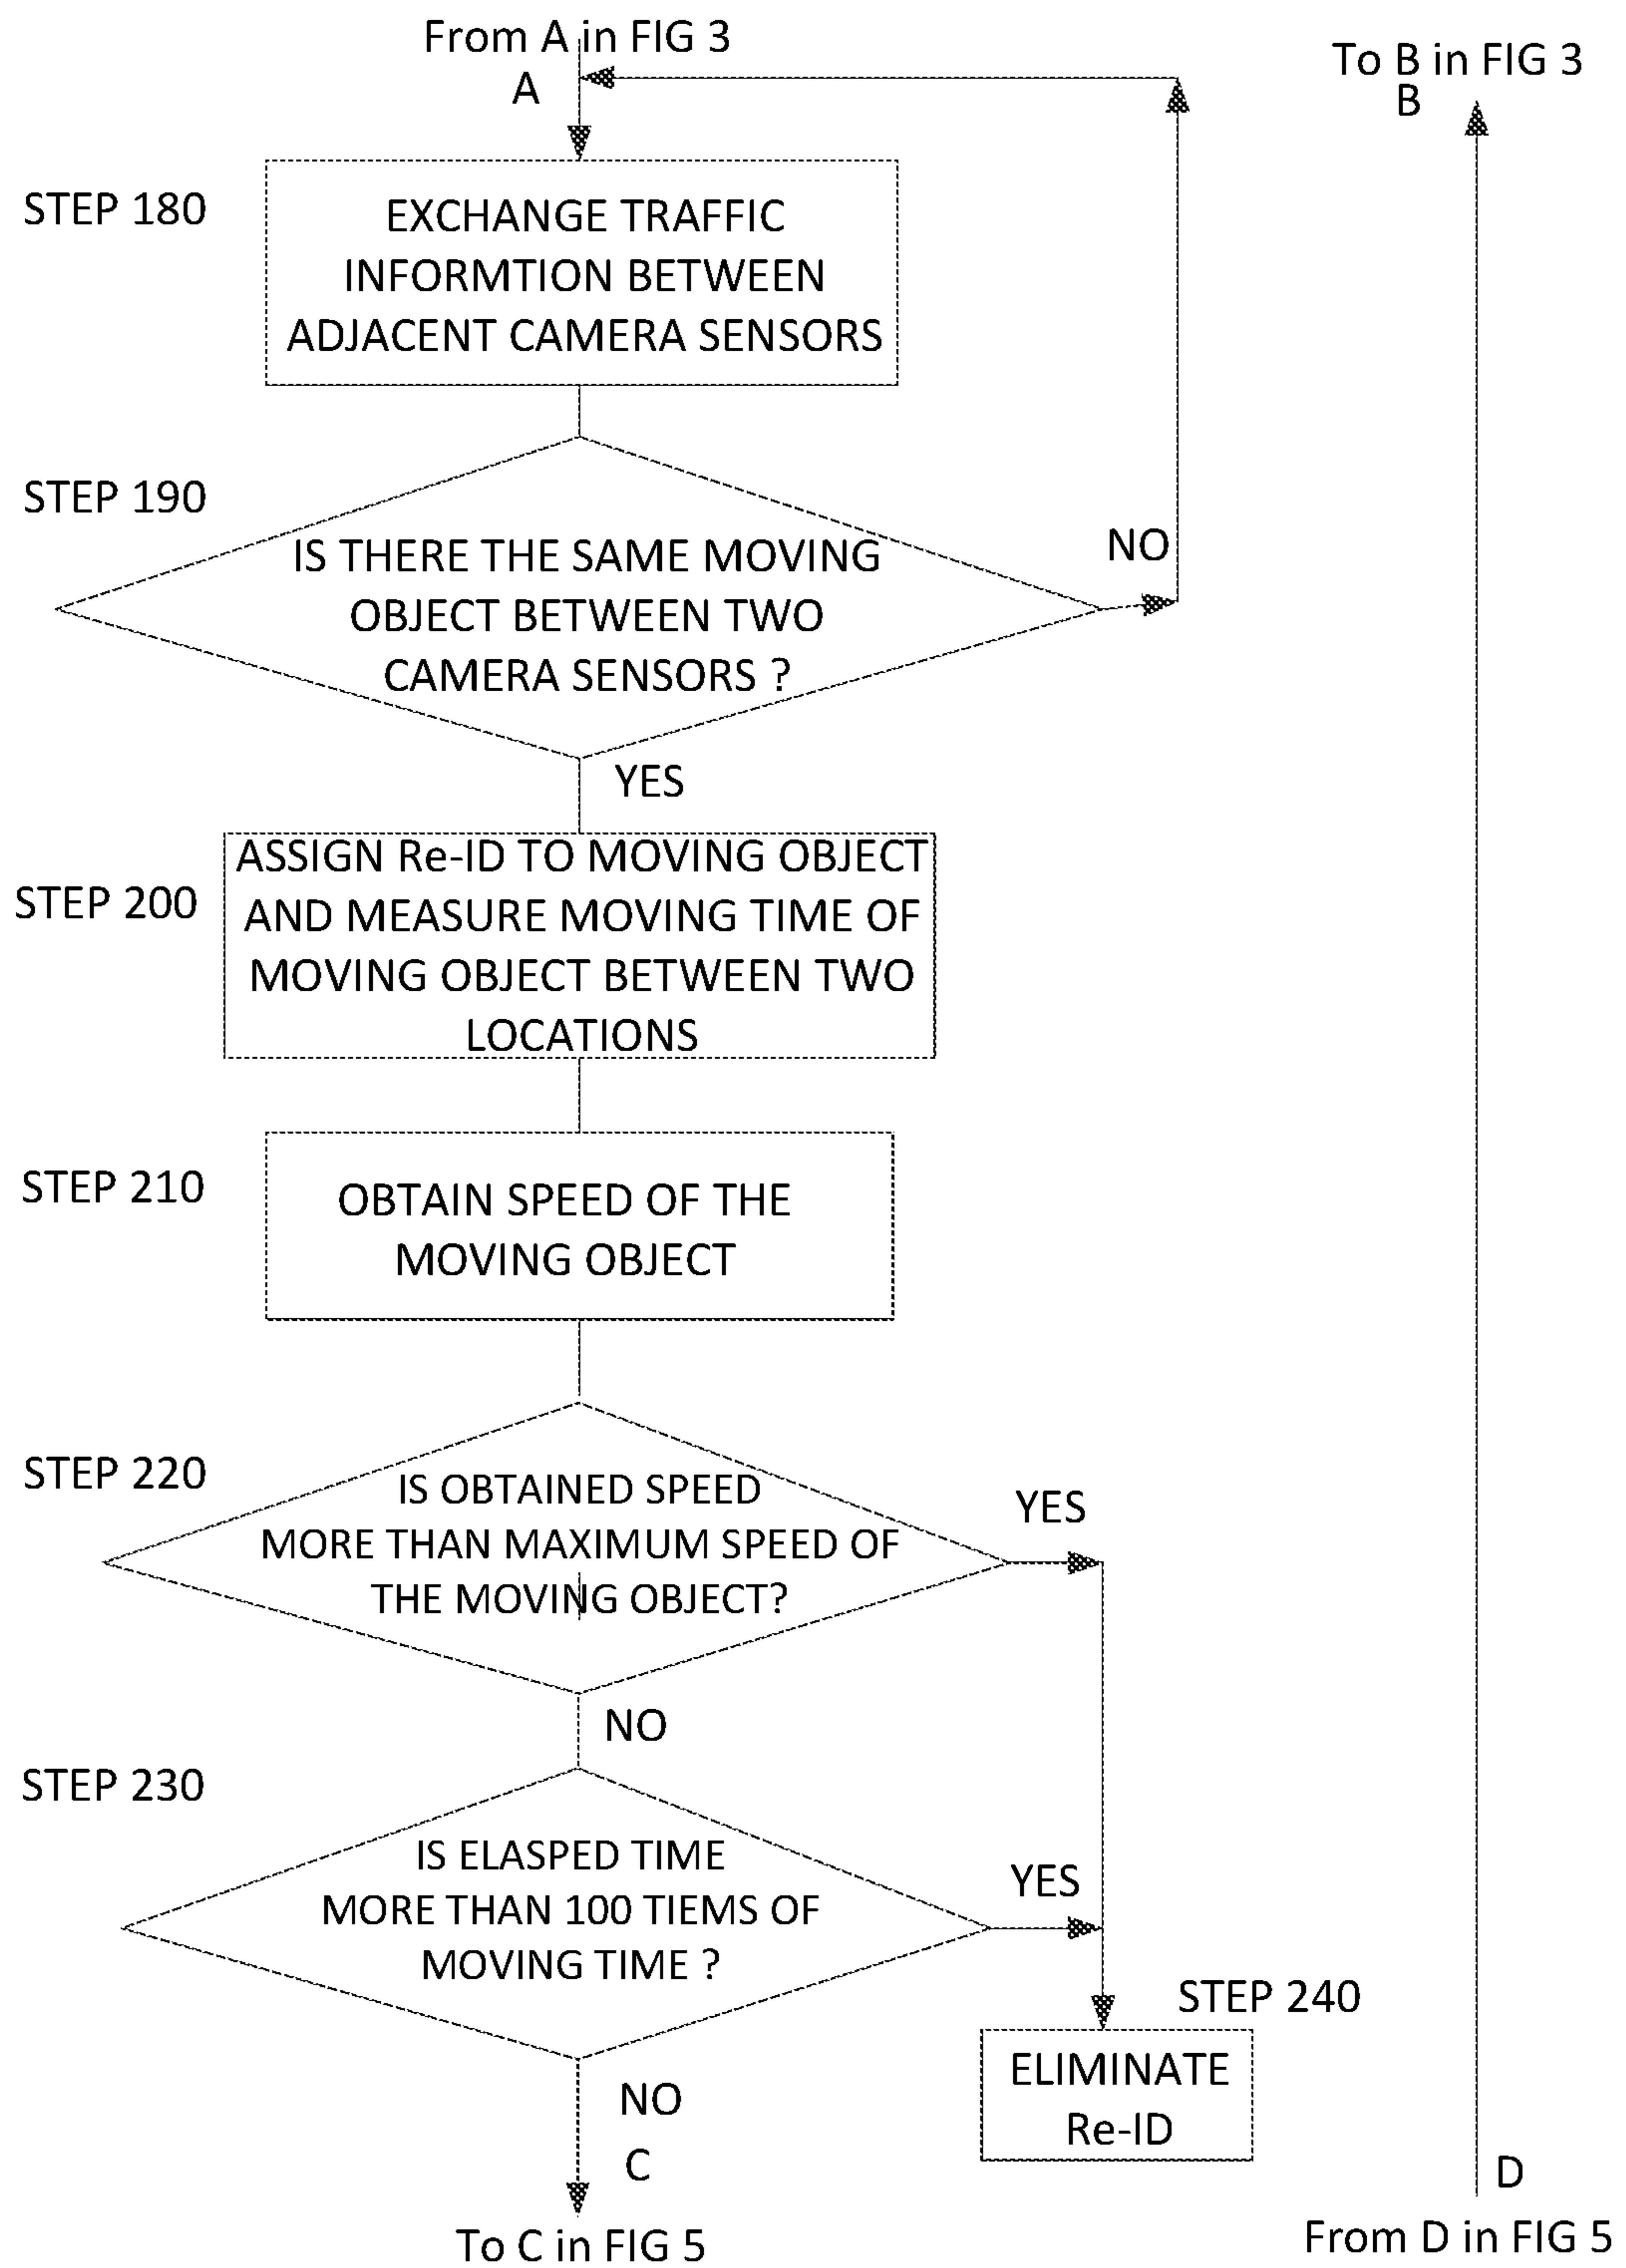 From A in FIG 3
A
To B in FIG 3
B
STEP 180
EXCHANGE TRAFFIC
INFORMTION BETWEEN
ADJACENT CAMERA SENSORS
STEP 190
IS THERE THE SAME MOVING
OBJECT BETWEEN TWO
CAMERA SENSORS ?
NO
YES
STEP 200
ASSIGN Re-ID TO MOVING OBJECT
AND MEASURE MOVING TIME OF
MOVING OBJECT BETWEEN TWO
LOCATIONS
STEP 210
OBTAIN SPEED OF THE
MOVING OBJECT
STEP 220
IS OBTAINED SPEED
MORE THAN MAXIMUM SPEED OF
THE MOVING OBJECT?
YES
NO
STEP 230
IS ELASPED TIME
MORE THAN 100 TIEMS OF
MOVING TIME ?
YES
STEP 240
ELIMINATE
Re-ID
NO
C
To C in FIG 5
D
From D in FIG 5